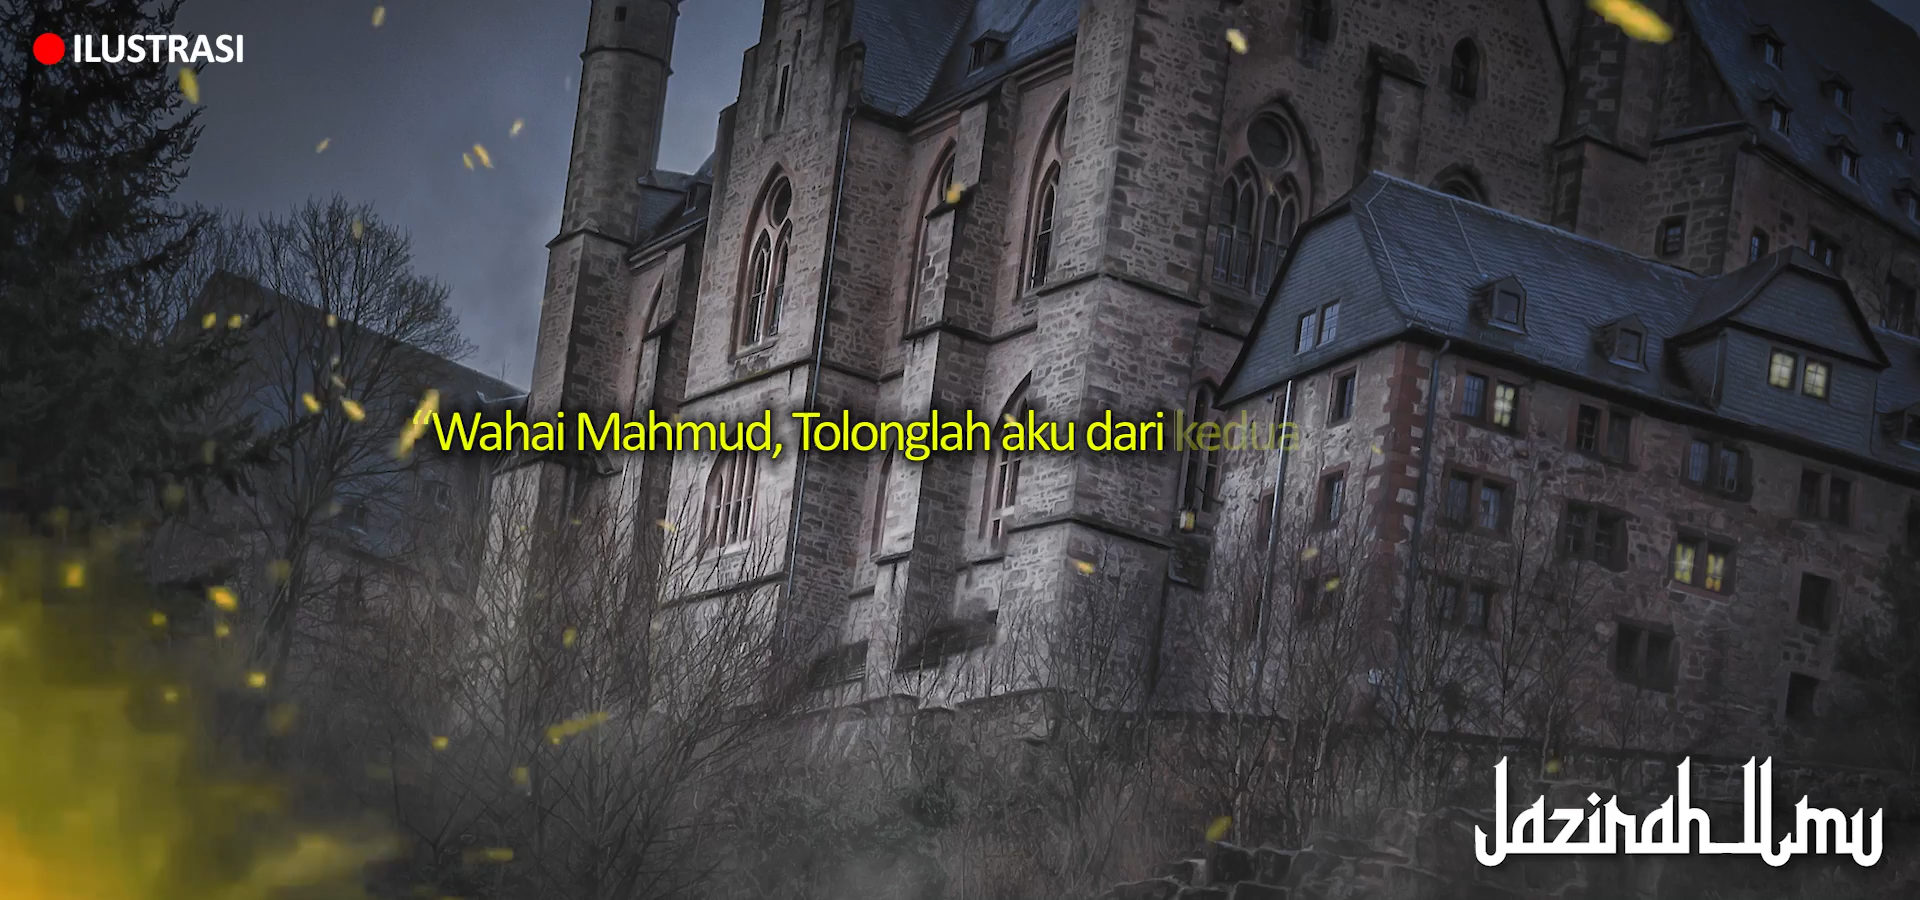 ILUSTRASI
“Wahai Mahmud, Tolonglah aku dari kedua
Jazirah Ilmu